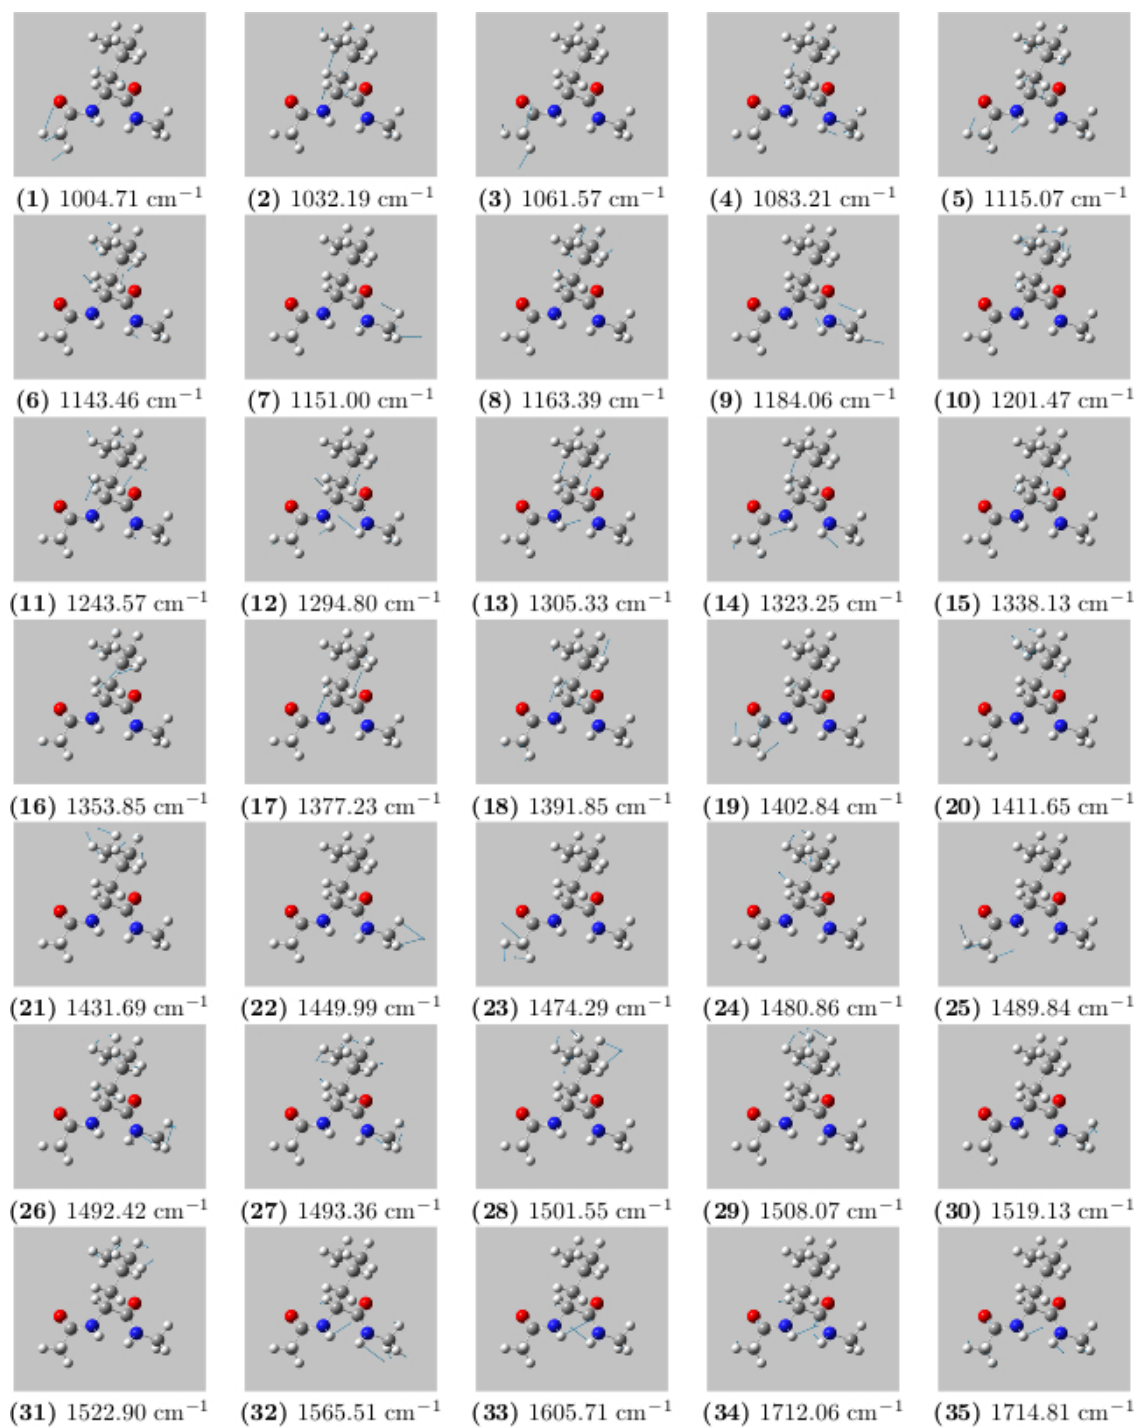 (1) 1004.71 cm⁻¹ (2) 1032.19 cm⁻¹ (3) 1061.57 cm⁻¹ (4) 1083.21 cm⁻¹ (5) 1115.07 cm⁻¹
(6) 1143.46 cm⁻¹ (7) 1151.00 cm⁻¹ (8) 1163.39 cm⁻¹ (9) 1184.06 cm⁻¹ (10) 1201.47 cm⁻¹
(11) 1243.57 cm⁻¹ (12) 1294.80 cm⁻¹ (13) 1305.33 cm⁻¹ (14) 1323.25 cm⁻¹ (15) 1338.13 cm⁻¹
(16) 1353.85 cm⁻¹ (17) 1377.23 cm⁻¹ (18) 1391.85 cm⁻¹ (19) 1402.84 cm⁻¹ (20) 1411.65 cm⁻¹
(21) 1431.69 cm⁻¹ (22) 1449.99 cm⁻¹ (23) 1474.29 cm⁻¹ (24) 1480.86 cm⁻¹ (25) 1489.84 cm⁻¹
(26) 1492.42 cm⁻¹ (27) 1493.36 cm⁻¹ (28) 1501.55 cm⁻¹ (29) 1508.07 cm⁻¹ (30) 1519.13 cm⁻¹
(31) 1522.90 cm⁻¹ (32) 1565.51 cm⁻¹ (33) 1605.71 cm⁻¹ (34) 1712.06 cm⁻¹ (35) 1714.81 cm⁻¹